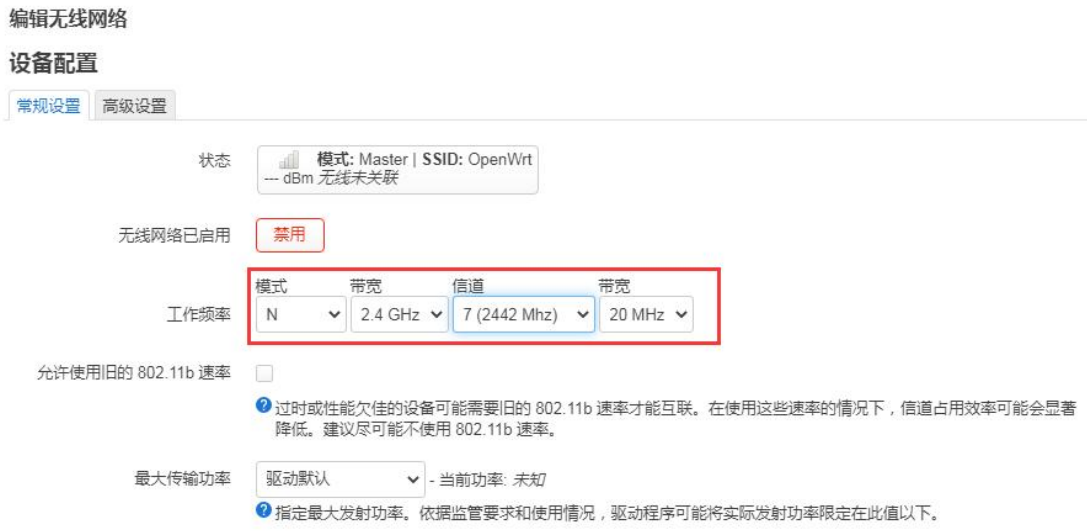 编辑无线网络
设备配置
常规设置 高级设置
状态
模式: Master | SSID: OpenWrt
--- dBm 无线未关联
无线网络已启用 禁用
模式 带宽 信道 带宽
工作频率 N 2.4 GHz 7 (2442 Mhz) 20 MHz
允许使用旧的 802.11b 速率
过时或性能欠佳的设备可能需要旧的 802.11b 速率才能互联。在使用这些速率的情况下，信道占用效率可能会显著
降低。建议尽可能不使用 802.11b 速率。
最大传输功率 驱动默认 - 当前功率: 未知
指定最大发射功率。依据监管要求和使用情况，驱动程序可能将实际发射功率限定在此值以下。